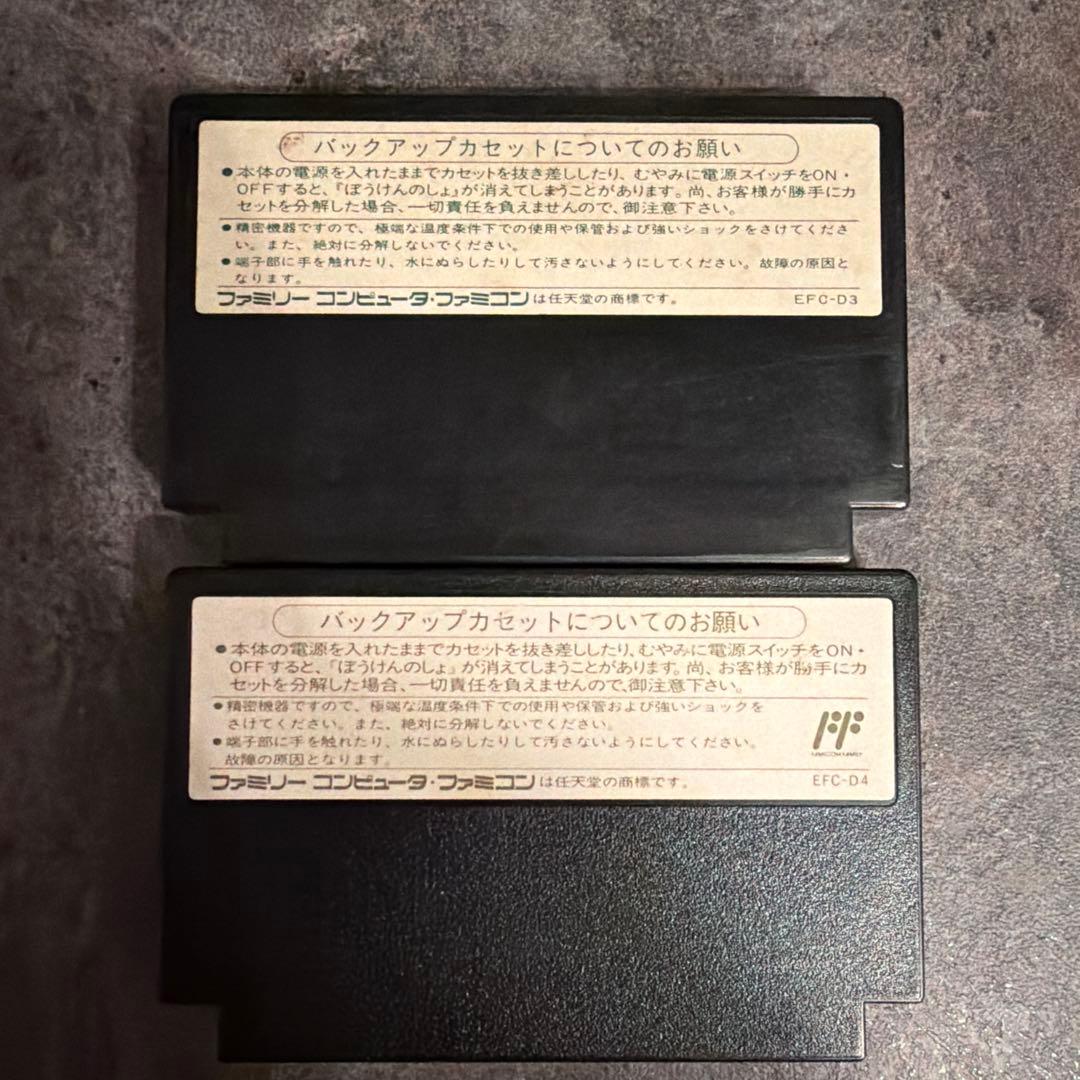 バックアップカセットについてのお願い
●本体の電源を入れたままでカセットを抜き差ししたり、むやみに電源スイッチをON・
OFFすると、『ぼうけんのしょ』が消えてしまうことがあります。尚、お客様が勝手にカ
セットを分解した場合、一切責任を負えませんので、御注意下さい。
●精密機器ですので、極端な温度条件下での使用や保管および強いショックをさけてくださ
い。また、絶対に分解しないでください。
●端子部に手を触れたり、水にぬらしたりして汚さないようにしてください。故障の原因と
なります。
ファミリー コンピュータ・ファミコンは任天堂の商標です。 EFC-D3
バックアップカセットについてのお願い
●本体の電源を入れたままでカセットを抜き差ししたり、むやみに電源スイッチをON・
OFFすると、「ぼうけんのしょ」が消えてしまうことがあります。尚、お客様が勝手にカ
セットを分解した場合、一切責任を負えませんので、御注意下さい。
●精密機器ですので、極端な温度条件下での使用や保管および強いショックを
さけてください。また、絶対に分解しないでください。
●端子部に手を触れたり、水にぬらしたりして汚さないようにしてください。
故障の原因となります。
ファミリー コンピュータ・ファミコンは任天堂の商標です。 EFC-D4